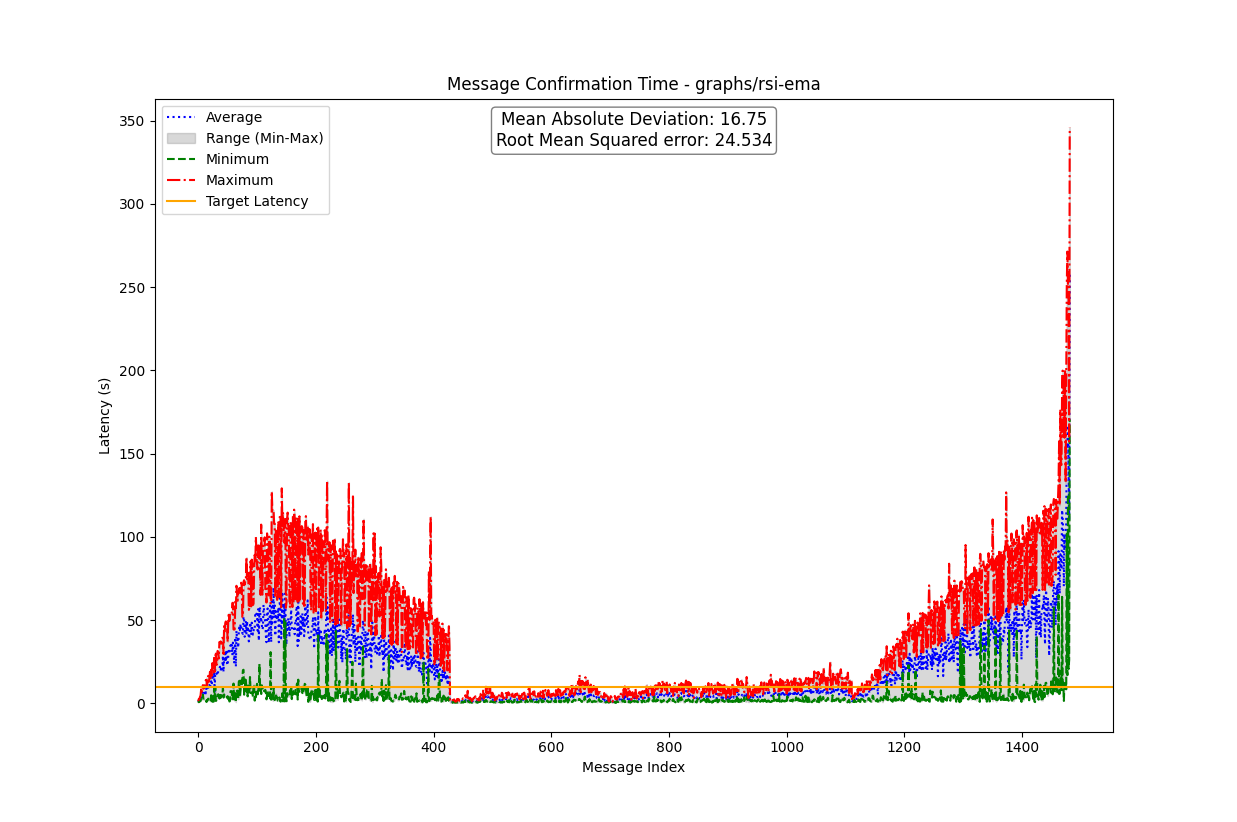 Message Confirmation Time - graphs/rsi-ema
Mean Absolute Deviation: 16.75
Root Mean Squared error: 24.534
Average
Range (Min-Max)
Minimum
Maximum
Target Latency
Latency (s)
350
300
250
200
150
100
50
0
0 200 400 600 800 1000 1200 1400
Message Index